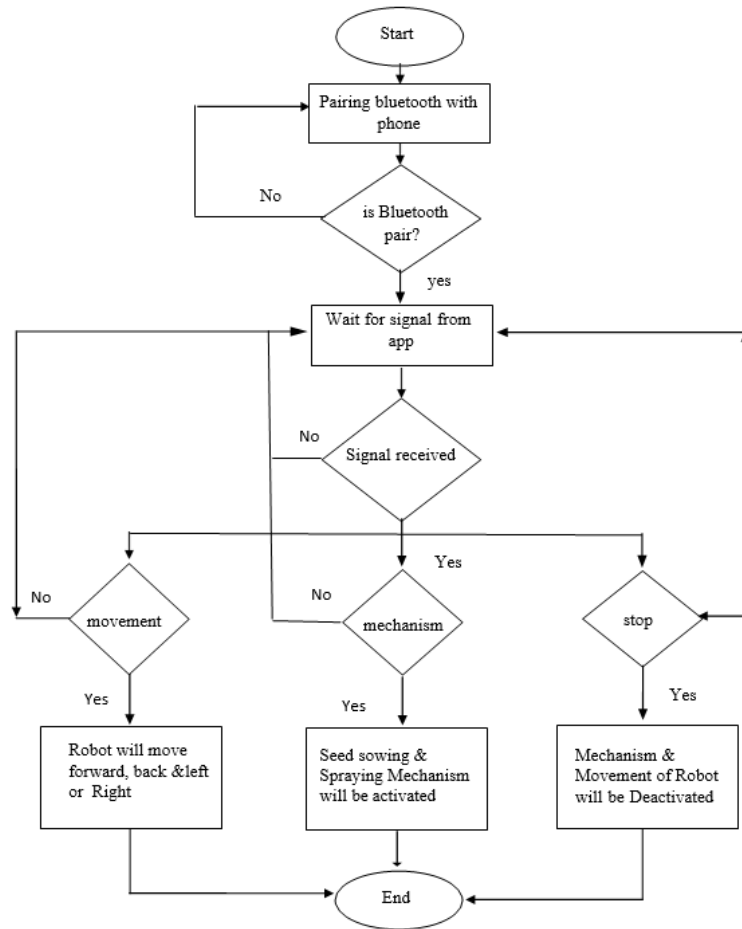 Start
Pairing bluetooth with
phone
No
is Bluetooth
pair?
yes
Wait for signal from
app
No
Signal received
Yes
No
movement
No
mechanism
stop
Yes
Yes
Yes
Robot will move
forward, back &left
or Right
Seed sowing &
Spraying Mechanism
will be activated
Mechanism &
Movement of Robot
will be Deactivated
End